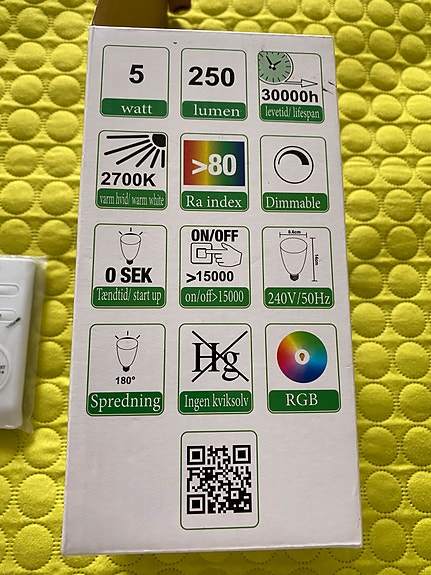 5
watt
250
lumen
30000h
levetid/ lifespan
2700K
varm hvid/ warm white
>80
Ra index
Dimmable
0 SEK
Tændtid/ start up
ON/OFF
>15000
on/off>15000
240V/50Hz
180°
Spredning
Hg
Ingen kviksolv
RGB